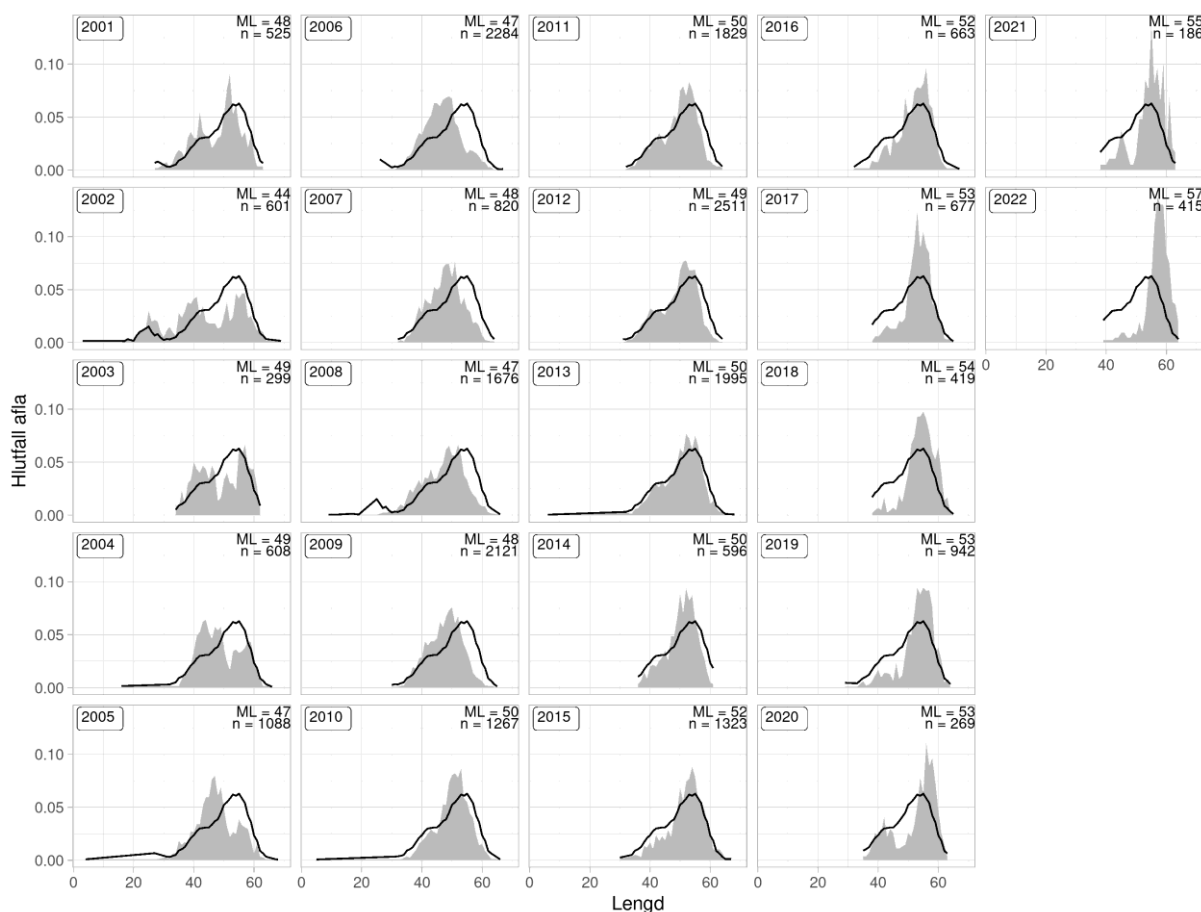 2001 ML = 48
n = 525
2006 ML = 47
n = 2284
2011 ML = 50
n = 1829
2016 ML = 52
n = 663
2021 ML = 55
n = 186
0.10
0.05
0.00
2002 ML = 44
n = 601
2007 ML = 48
n = 820
2012 ML = 49
n = 2511
2017 ML = 53
n = 677
2022 ML = 57
n = 415
0.10
0.05
0.00
0 20 40 60
2003 ML = 49
n = 299
2008 ML = 47
n = 1676
2013 ML = 50
n = 1995
2018 ML = 54
n = 419
0.10
0.05
0.00
Hlutfall afla
2004 ML = 49
n = 608
2009 ML = 48
n = 2121
2014 ML = 50
n = 596
2019 ML = 53
n = 942
0.10
0.05
0.00
2005 ML = 47
n = 1088
2010 ML = 50
n = 1267
2015 ML = 52
n = 1323
2020 ML = 53
n = 269
0.10
0.05
0.00
0 20 40 60 0 20 40 60 0 20 40 60 0 20 40 60
Lengd